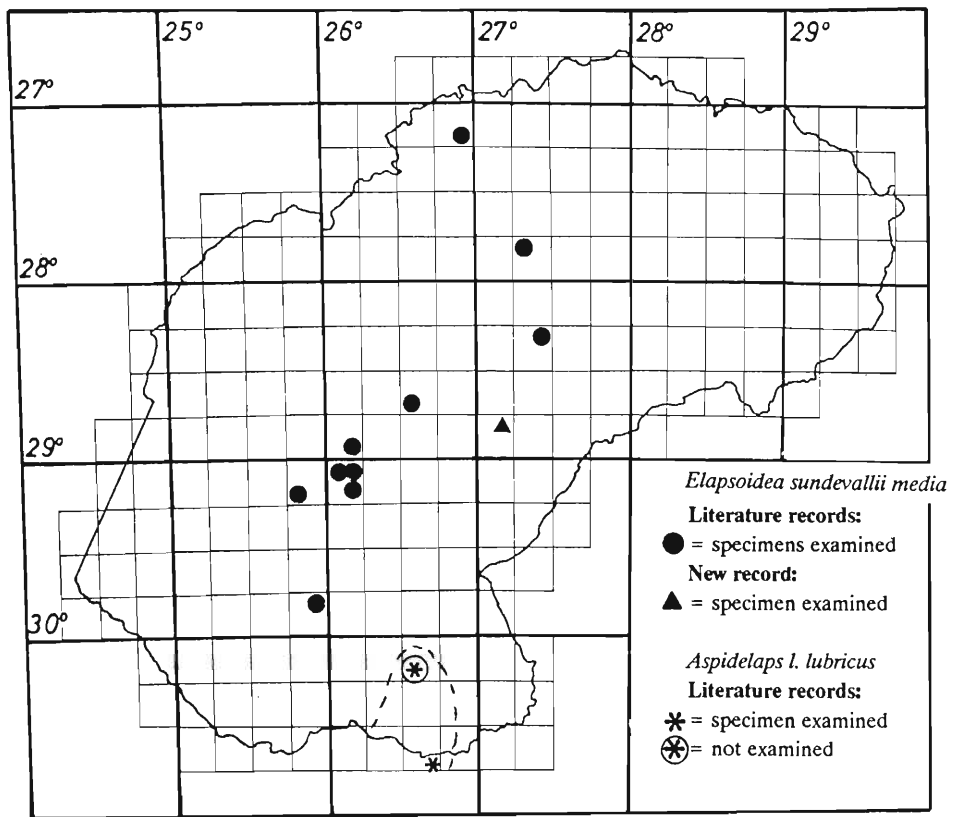 25° 26° 27° 28° 29°
27°
28°
29°
30°
Elapsoidea sundevallii media
Literature records:
= specimens examined
New record:
= specimen examined
Aspidelaps l. lubricus
Literature records:
= specimen examined
= not examined